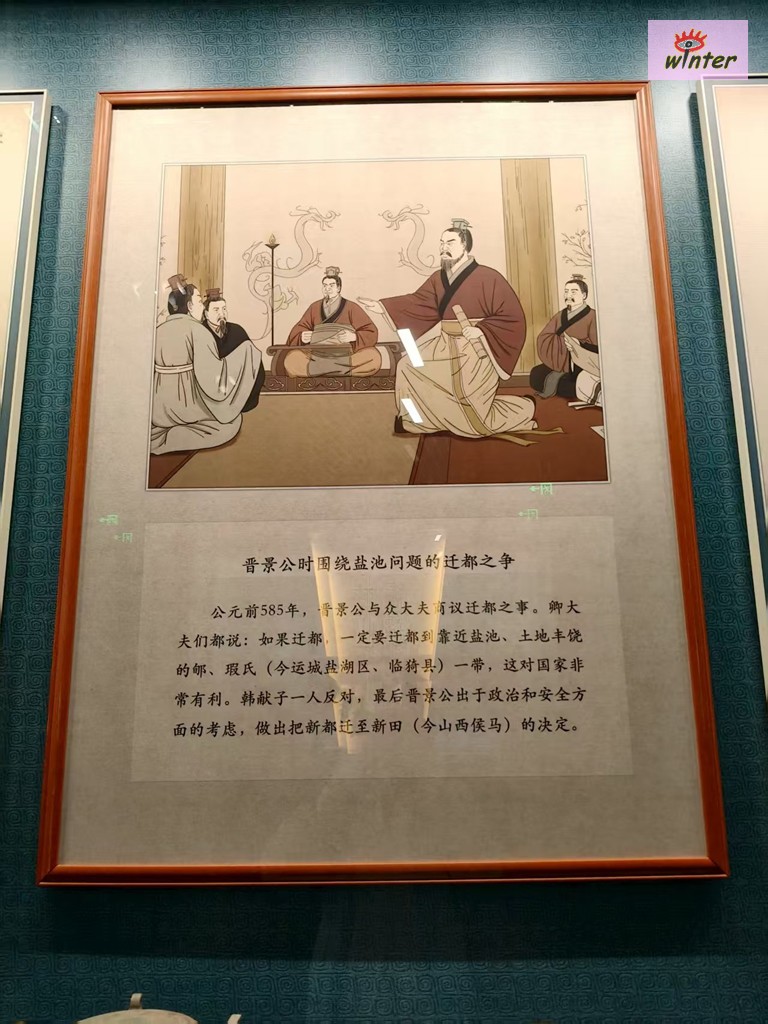 winter
晋景公时围绕盐池问题的迁都之争
公元前585年，晋景公与众大夫商议迁都之事。卿大
夫们都说：如果迁都，一定要迁都到靠近盐池、土地丰饶
的郇、瑕氏（今运城盐湖区、临猗县）一带，这对国家非
常有利。韩献子一人反对，最后晋景公出于政治和安全方
面的考虑，做出把新都迁至新田（今山西侯马）的决定。